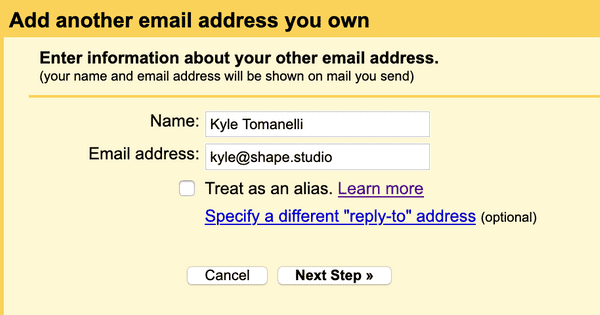 Add another email address you own
Enter information about your other email address.
(your name and email address will be shown on mail you send)
Name: Kyle Tomanelli
Email address: kyle@shape.studio
Treat as an alias. Learn more
Specify a different "reply-to" address (optional)
Cancel Next Step »